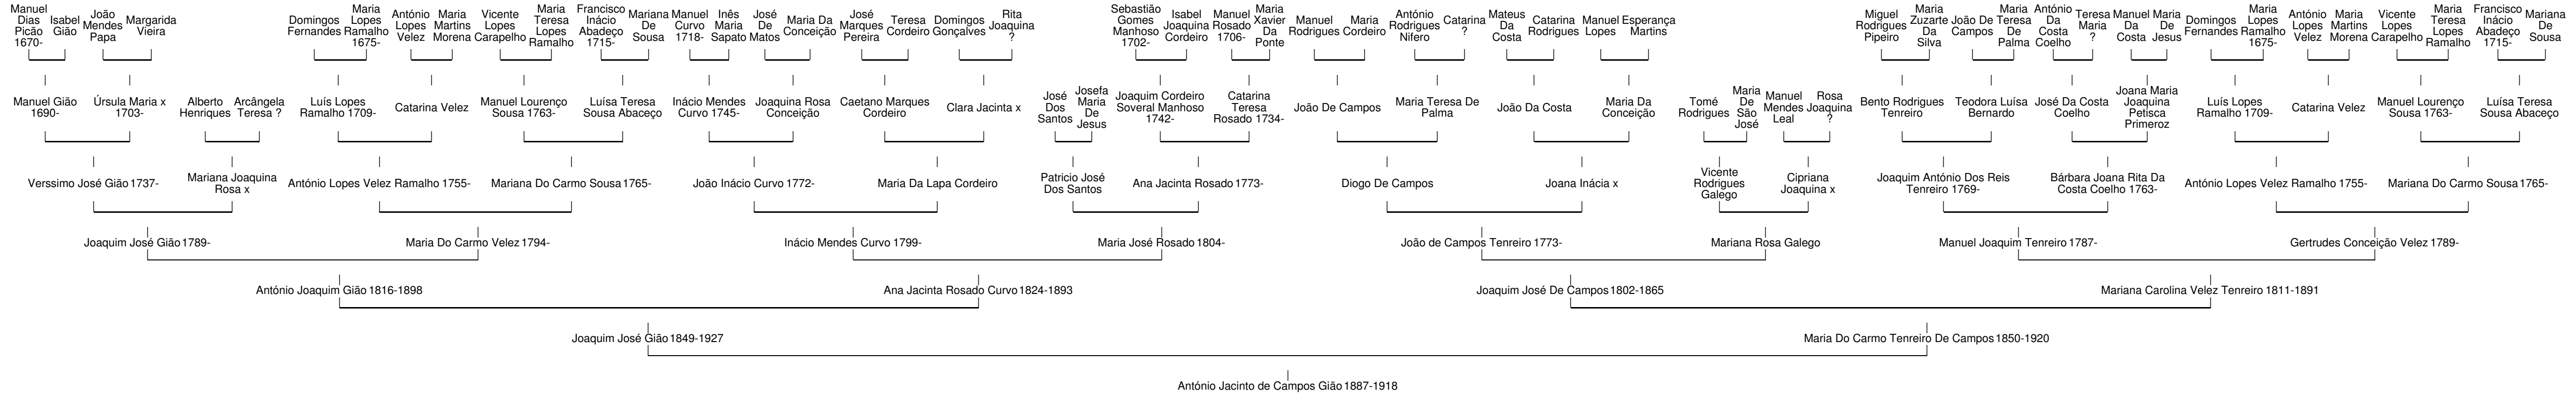 Manuel Dias Picão 1670-
Isabel Gião
João Mendes Papa
Margarida Vieira
Domingos Fernandes
Maria Lopes Ramalho 1675-
António Lopes Velez
Maria Martins Morena
Vicente Lopes Carapelho
Maria Teresa Lopes Ramalho
Francisco Inácio Abadeço 1715-
Mariana De Sousa
Manuel Curvo 1718-
Inês Maria Sapato
José De Matos
Maria Da Conceição
José Marques Pereira
Teresa Cordeiro
Domingos Gonçalves
Rita Joaquina ?
Sebastião Gomes Manhoso 1702-
Isabel Joaquina Cordeiro
Manuel Rosado 1706-
Maria Xavier Da Ponte
Manuel Rodrigues
Maria Cordeiro
António Rodrigues Nifero
Catarina ?
Mateus Da Costa
Catarina Rodrigues
Manuel Lopes
Esperança Martins
Miguel Rodrigues Pipeiro
Maria Zuzarte Da Silva
João De Campos
Maria Teresa De Palma
António Da Costa Coelho
Teresa Maria ?
Manuel Da Costa
Maria De Jesus
Domingos Fernandes
Maria Lopes Ramalho 1675-
António Lopes Velez
Maria Martins Morena
Vicente Lopes Carapelho
Maria Teresa Lopes Ramalho
Francisco Inácio Abadeço 1715-
Mariana De Sousa
Manuel Gião 1690-
Úrsula Maria x 1703-
Alberto Henriques
Arcângela Teresa ?
Luís Lopes Ramalho 1709-
Catarina Velez
Manuel Lourenço Sousa 1763-
Luísa Teresa Sousa Abaceço
Inácio Mendes Curvo 1745-
Joaquina Rosa Conceição
Caetano Marques Cordeiro
Clara Jacinta x
José Dos Santos
Josefa Maria De Jesus
Joaquim Cordeiro Soveral Manhoso 1742-
Catarina Teresa Rosado 1734-
João De Campos
Maria Teresa De Palma
João Da Costa
Maria Da Conceição
Tomé Rodrigues
Maria De São José
Manuel Mendes Leal
Rosa Joaquina ?
Bento Rodrigues Tenreiro
Teodora Luísa Bernardo
José Da Costa Coelho
Joana Maria Joaquina Petisca Primeroz
Luís Lopes Ramalho 1709-
Catarina Velez
Manuel Lourenço Sousa 1763-
Luísa Teresa Sousa Abaceço
Verssimo José Gião 1737-
Mariana Joaquina Rosa x
António Lopes Velez Ramalho 1755-
Mariana Do Carmo Sousa 1765-
João Inácio Curvo 1772-
Maria Da Lapa Cordeiro
Patricio José Dos Santos
Ana Jacinta Rosado 1773-
Diogo De Campos
Joana Inácia x
Vicente Rodrigues Galego
Cipriana Joaquina x
Joaquim António Dos Reis Tenreiro 1769-
Bárbara Joana Rita Da Costa Coelho 1763-
António Lopes Velez Ramalho 1755-
Mariana Do Carmo Sousa 1765-
Joaquim José Gião 1789-
Maria Do Carmo Velez 1794-
Inácio Mendes Curvo 1799-
Maria José Rosado 1804-
João de Campos Tenreiro 1773-
Mariana Rosa Galego
Manuel Joaquim Tenreiro 1787-
Gertrudes Conceição Velez 1789-
António Joaquim Gião 1816-1898
Ana Jacinta Rosado Curvo 1824-1893
Joaquim José De Campos 1802-1865
Mariana Carolina Velez Tenreiro 1811-1891
Joaquim José Gião 1849-1927
Maria Do Carmo Tenreiro De Campos 1850-1920
António Jacinto de Campos Gião 1887-1918